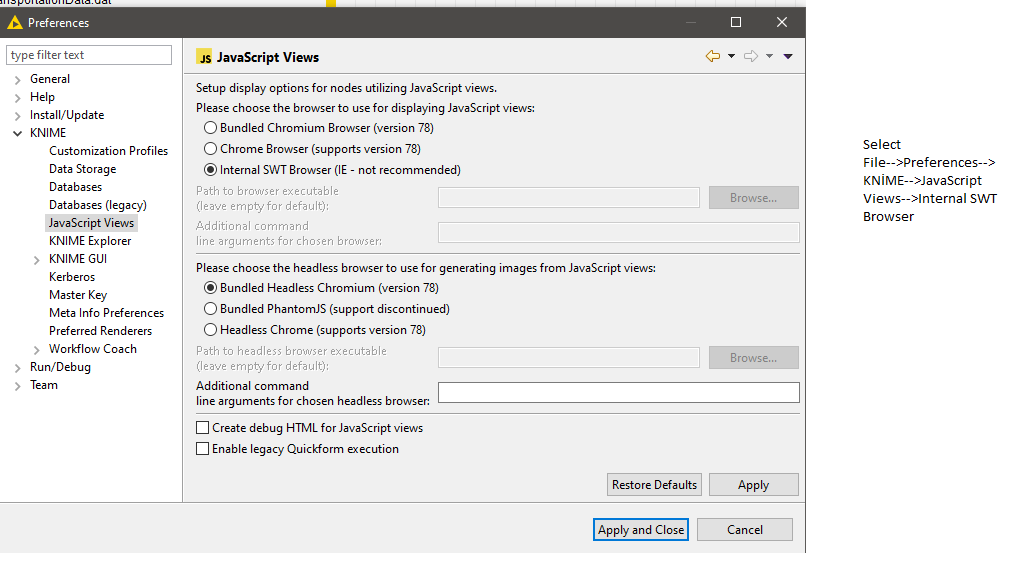 ansportationData.dat
Preferences
type filter text
General
Help
Install/Update
KNIME
Customization Profiles
Data Storage
Databases
Databases (legacy)
JavaScript Views
KNIME Explorer
KNIME GUI
Kerberos
Master Key
Meta Info Preferences
Preferred Renderers
Workflow Coach
Run/Debug
Team
JS JavaScript Views
Setup display options for nodes utilizing JavaScript views.
Please choose the browser to use for displaying JavaScript views:
Bundled Chromium Browser (version 78)
Chrome Browser (supports version 78)
Internal SWT Browser (IE - not recommended)
Path to browser executable
(leave empty for default):
Browse...
Additional command
line arguments for chosen browser:
Please choose the headless browser to use for generating images from JavaScript views:
Bundled Headless Chromium (version 78)
Bundled PhantomJS (support discontinued)
Headless Chrome (supports version 78)
Path to headless browser executable
(leave empty for default):
Browse...
Additional command
line arguments for chosen headless browser:
Create debug HTML for JavaScript views
Enable legacy Quickform execution
Restore Defaults
Apply
Apply and Close
Cancel
Select
File-->Preferences-->
KNİME-->JavaScript
Views-->Internal SWT
Browser